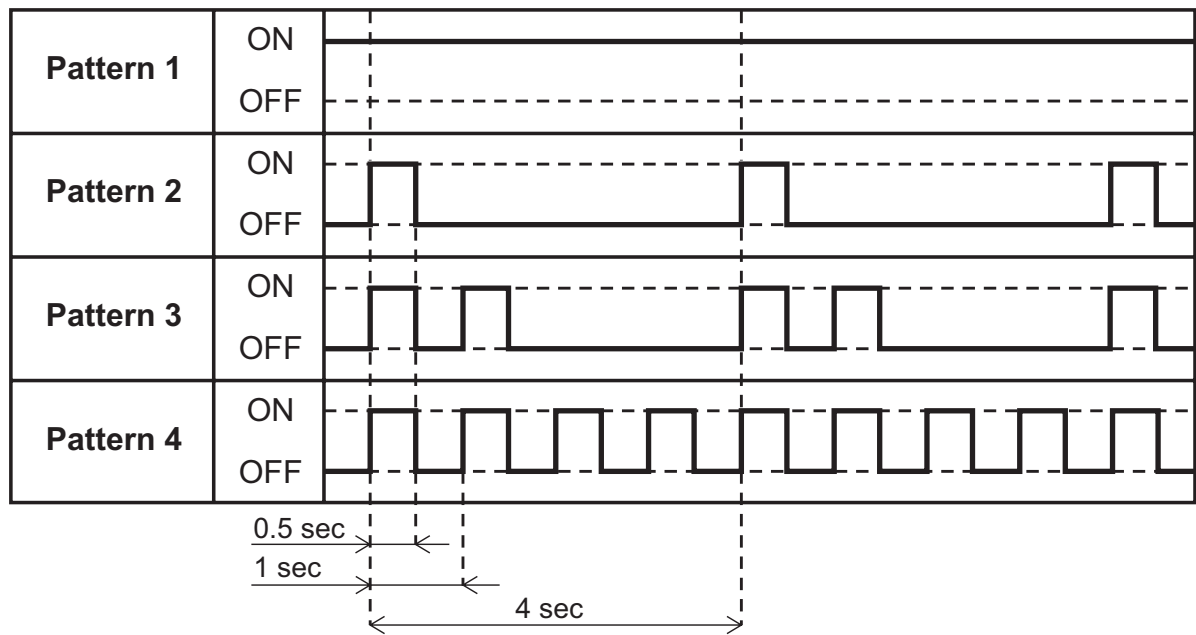 Pattern 1
ON
OFF
Pattern 2
ON
OFF
Pattern 3
ON
OFF
Pattern 4
ON
OFF
0.5 sec
1 sec
4 sec